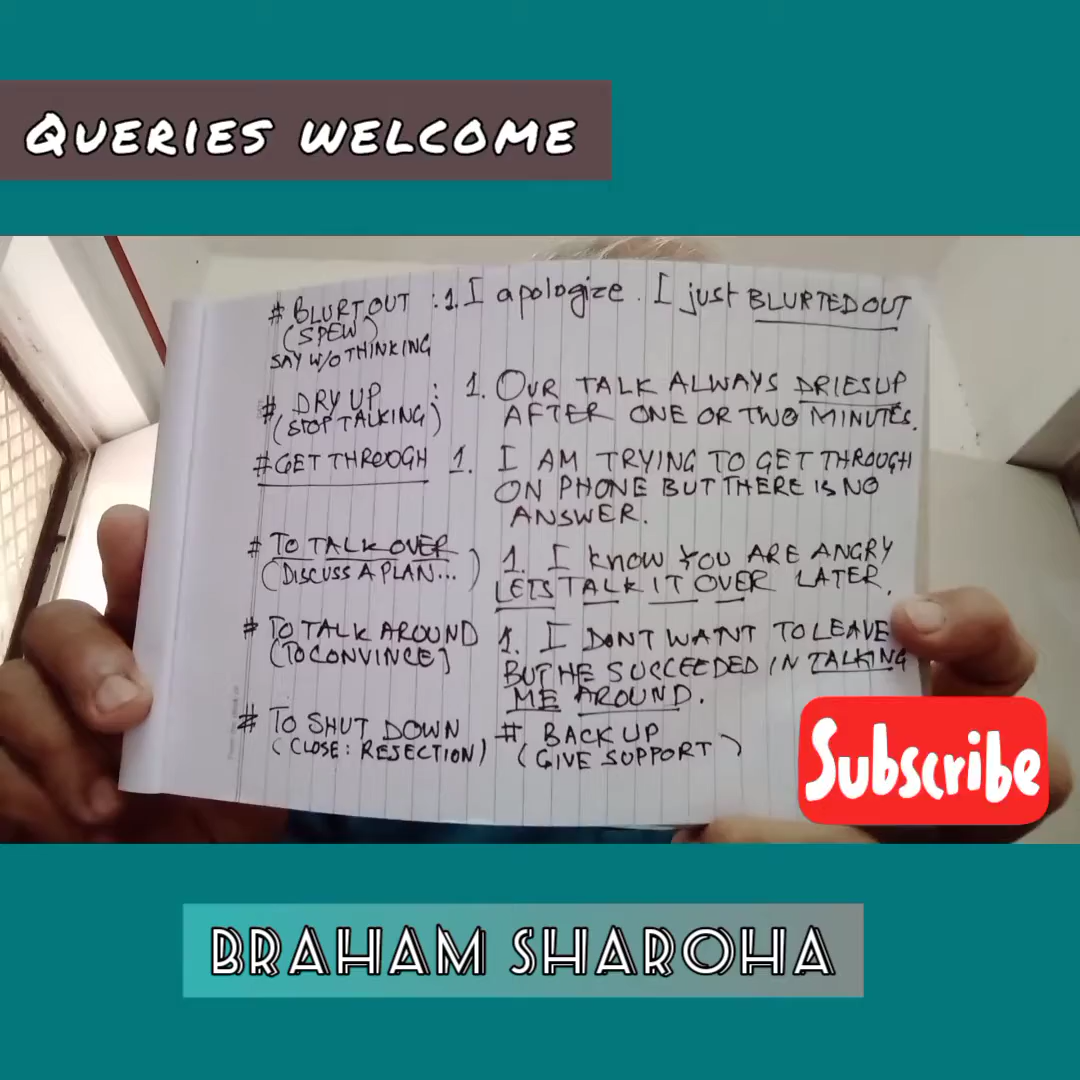 QUERIES WELCOME
# BLURT OUT : 1. I apologize. I just BLURTED OUT
(SPEW)
SAY W/O THINKING
# DRY UP : 1. OUR TALK ALWAYS DRIES UP
(STOP TALKING) AFTER ONE OR TWO MINUTES.
# GET THROUGH 1. I AM TRYING TO GET THROUGH
ON PHONE BUT THERE IS NO
ANSWER.
# TO TALK OVER 1. I KNOW YOU ARE ANGRY
(DISCUSS A PLAN...) LETS TALK IT OVER LATER.
# TO TALK AROUND 1. I DONT WANT TO LEAVE
(TO CONVINCE) BUT HE SUCCEEDED IN TALKING
ME AROUND.
# TO SHUT DOWN # BACK UP
(CLOSE: REJECTION) (GIVE SUPPORT)
Subscribe
BRAHAM SHAROHA